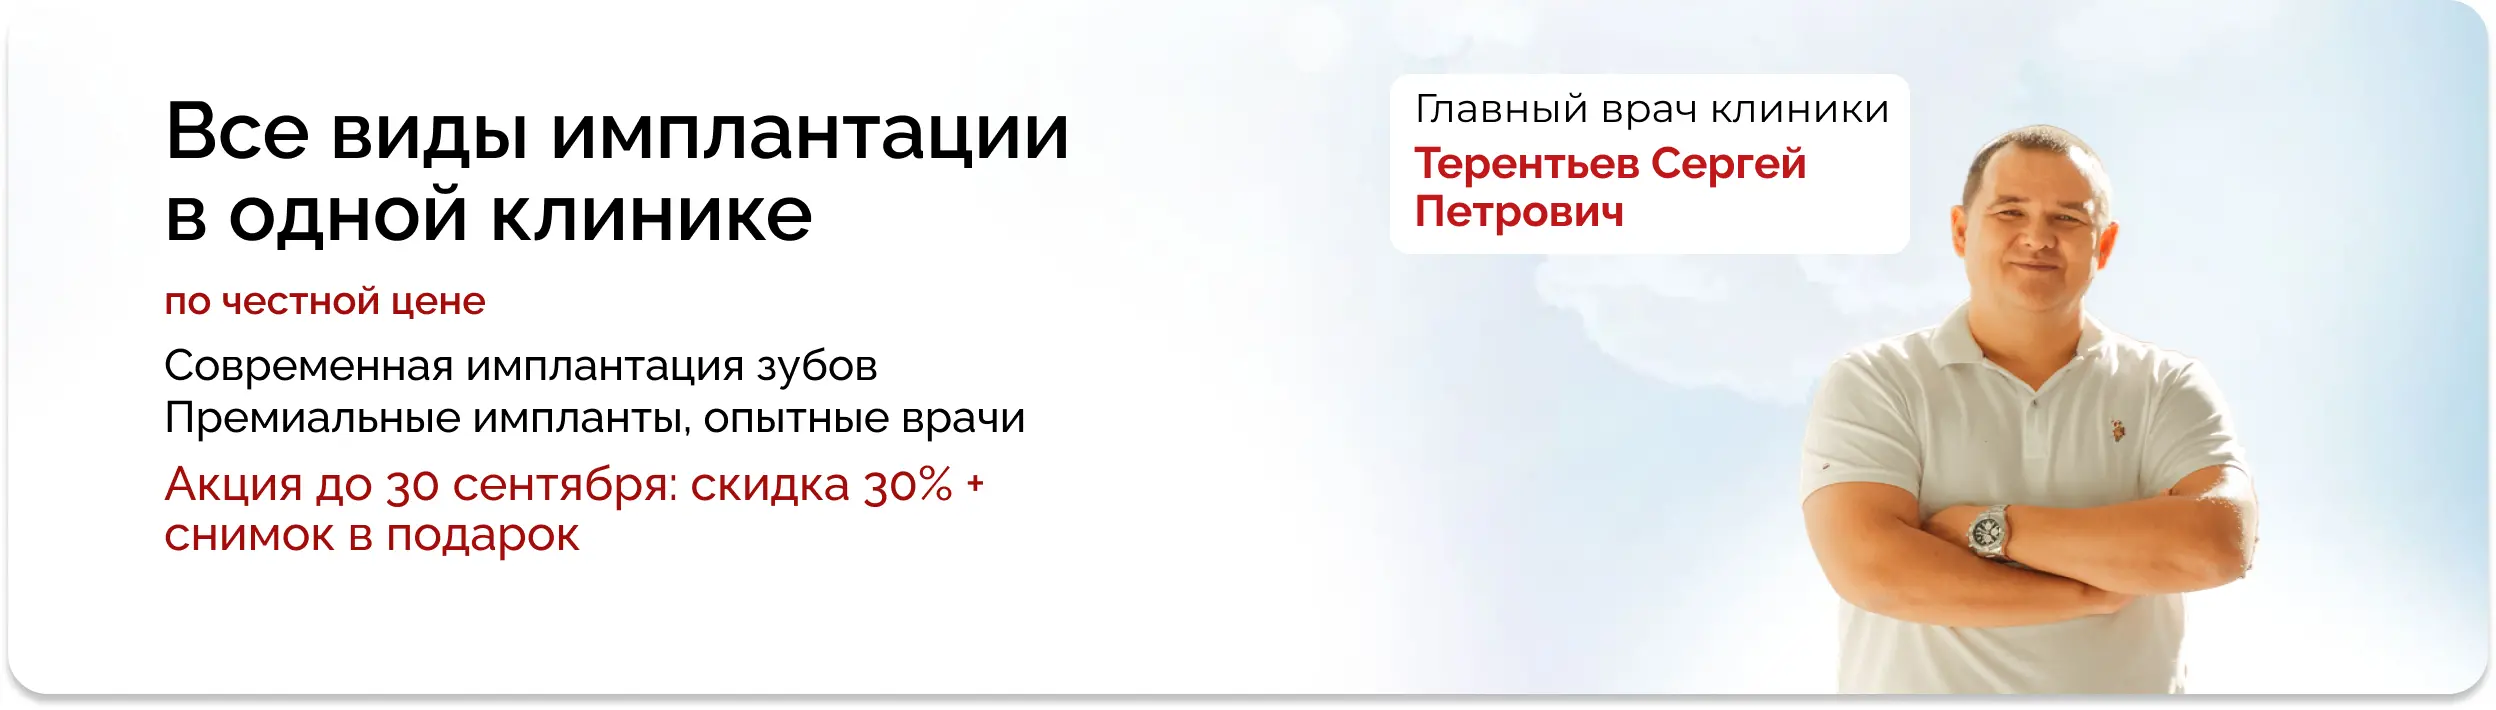 Все виды имплантации
в одной клинике
по честной цене
Современная имплантация зубов
Премиальные импланты, опытные врачи
Акция до 30 сентября: скидка 30% +
снимок в подарок
Главный врач клиники
Терентьев Сергей
Петрович